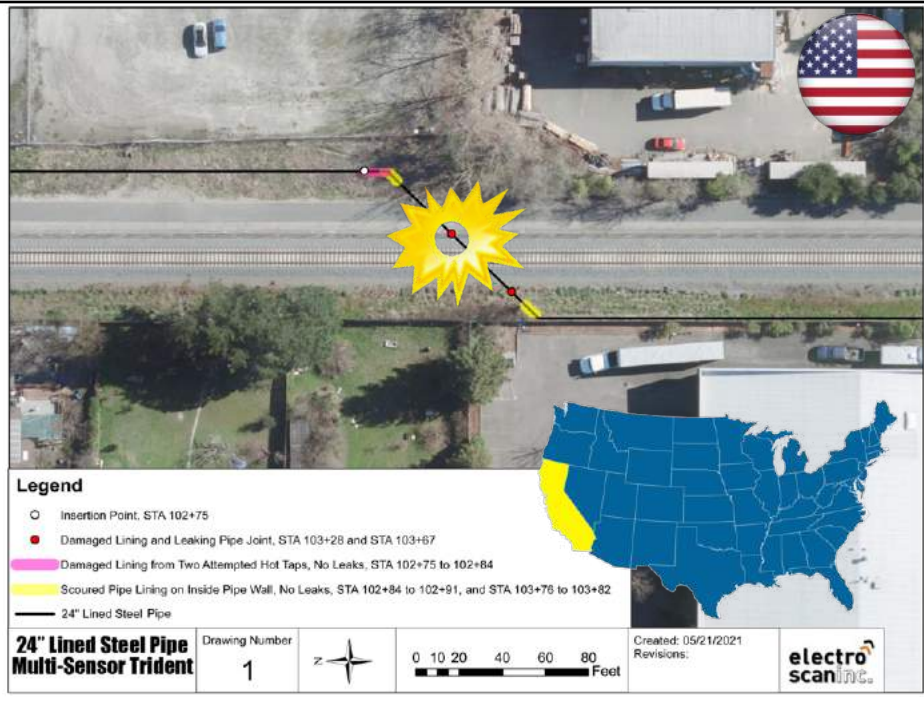 Legend
Insertion Point, STA 102+75
Damaged Lining and Leaking Pipe Joint, STA 103+28 and STA 103+67
Damaged Lining from Two Attempted Hot Taps, No Leaks, STA 102+75 to 102+84
Scoured Pipe Lining on Inside Pipe Wall, No Leaks, STA 102+84 to 102+91, and STA 103+76 to 103+82
24" Lined Steel Pipe
24" Lined Steel Pipe
Multi-Sensor Trident
Drawing Number
1
N
0 10 20 40 60 80
Feet
Created: 05/21/2021
Revisions:
electro
scaninc.